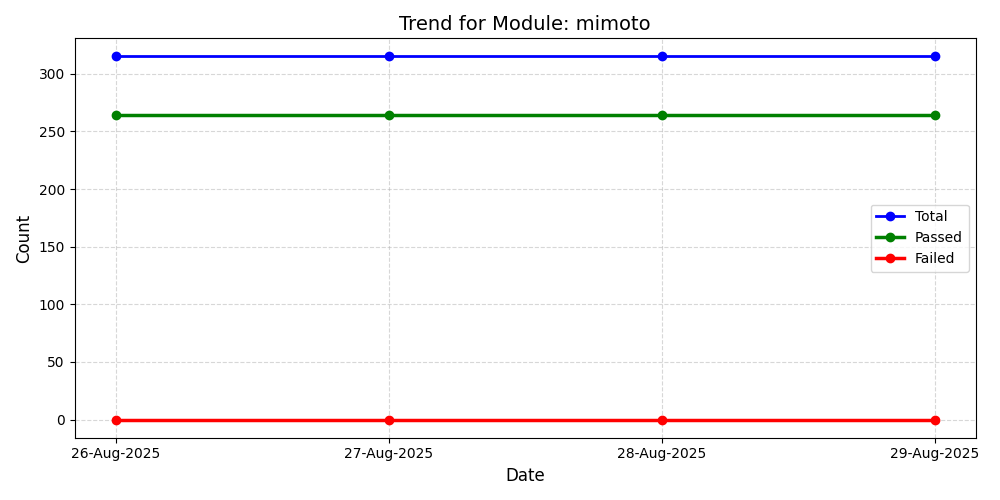 Trend for Module: mimoto
300
250
200
150
100
50
0
Count
Total
Passed
Failed
26-Aug-2025
27-Aug-2025
28-Aug-2025
29-Aug-2025
Date